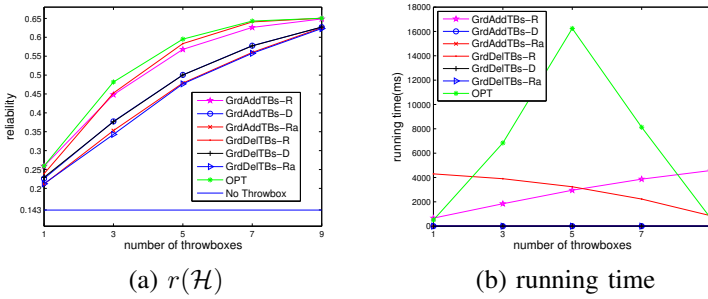 0.65
0.6
0.55
0.5
0.45
0.4
0.35
0.3
0.25
0.2
0.143
reliability
1 3 5 7 9
number of throwboxes
GrdAddTBs−R
GrdAddTBs−D
GrdAddTBs−Ra
GrdDelTBs−R
GrdDelTBs−D
GrdDelTBs−Ra
OPT
No Throwbox
(a) r(ℋ)
18000
16000
14000
12000
10000
8000
6000
4000
2000
0
running time(ms)
1 3 5 7
number of throwboxes
GrdAddTBs−R
GrdAddTBs−D
GrdAddTBs−Ra
GrdDelTBs−R
GrdDelTBs−D
GrdDelTBs−Ra
OPT
(b) running time